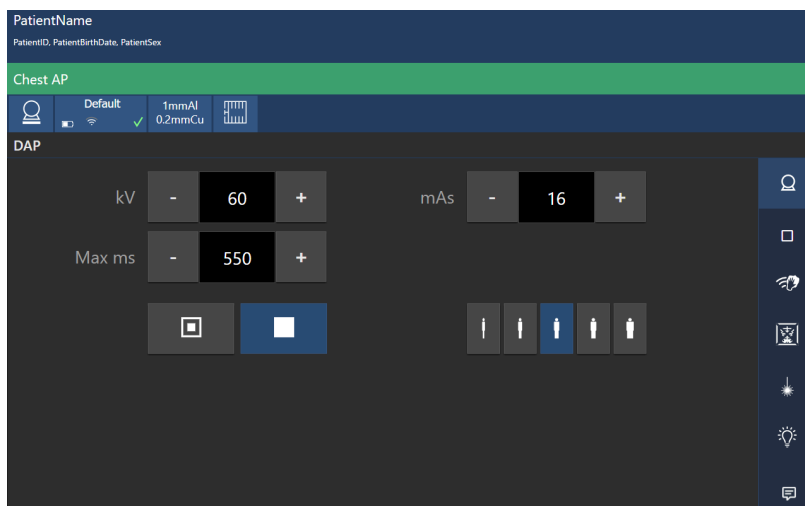 PatientName
PatientID, PatientBirthDate, PatientSex
Chest AP
Default
1mmAl
0.2mmCu
DAP
kV - 60 + mAs - 16 +
Max ms - 550 +